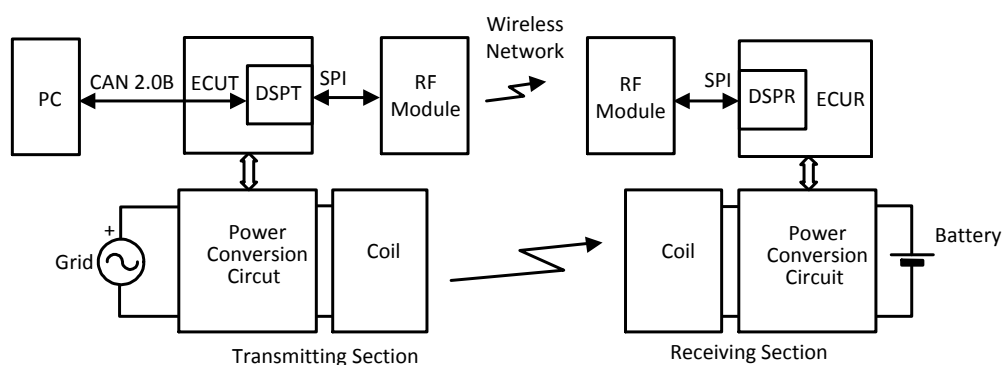 Wireless
Network
PC
CAN 2.0B
ECUT
DSPT
SPI
RF
Module
RF
Module
SPI
DSPR
ECUR
+
Grid
Power
Conversion
Circut
Coil
Coil
Power
Conversion
Circuit
Battery
Transmitting Section
Receiving Section